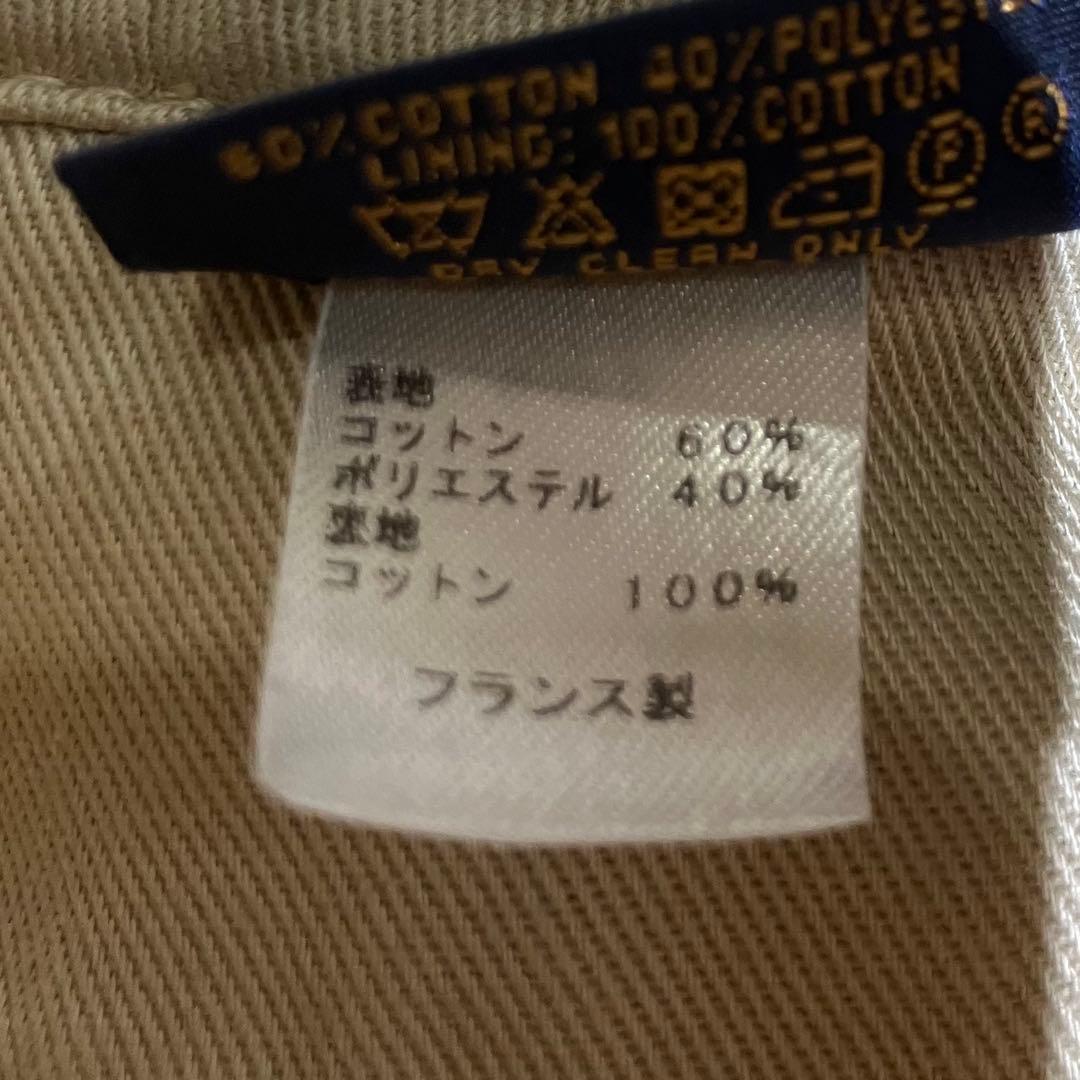 60% COTTON 40% POLYEST
LINING: 100% COTTON
P R
DRY CLEAN ONLY
表地
コットン 60%
ポリエステル 40%
裏地
コットン 100%
フランス製